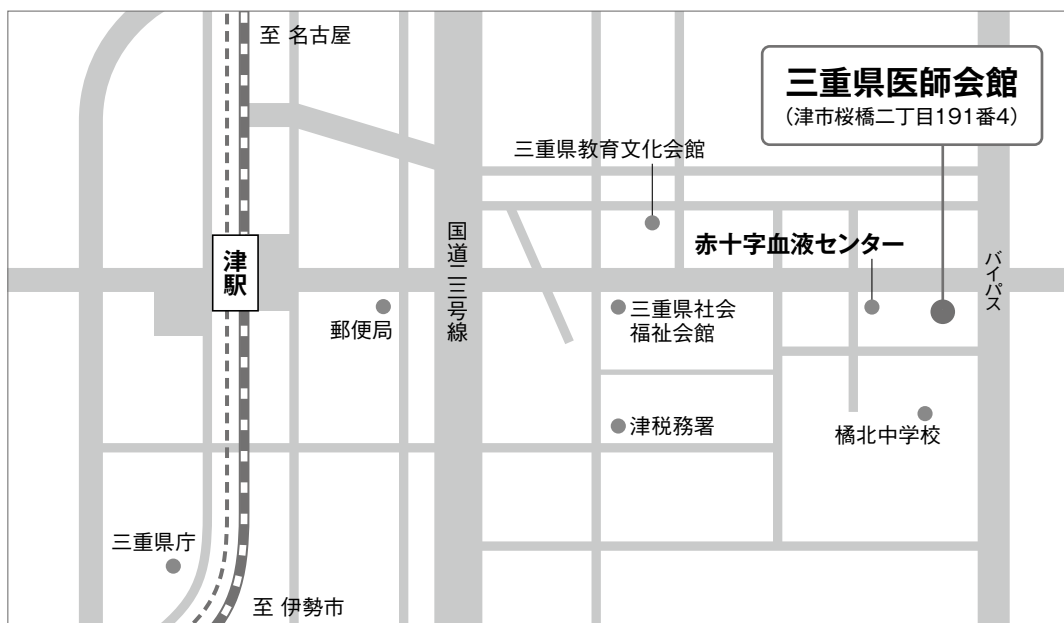 至 名古屋
三重県医師会館
（津市桜橋二丁目191番4）
三重県教育文化会館
赤十字血液センター
津駅
国道二三号線
バイパス
郵便局
三重県社会
福祉会館
津税務署
橋北中学校
三重県庁
至 伊勢市